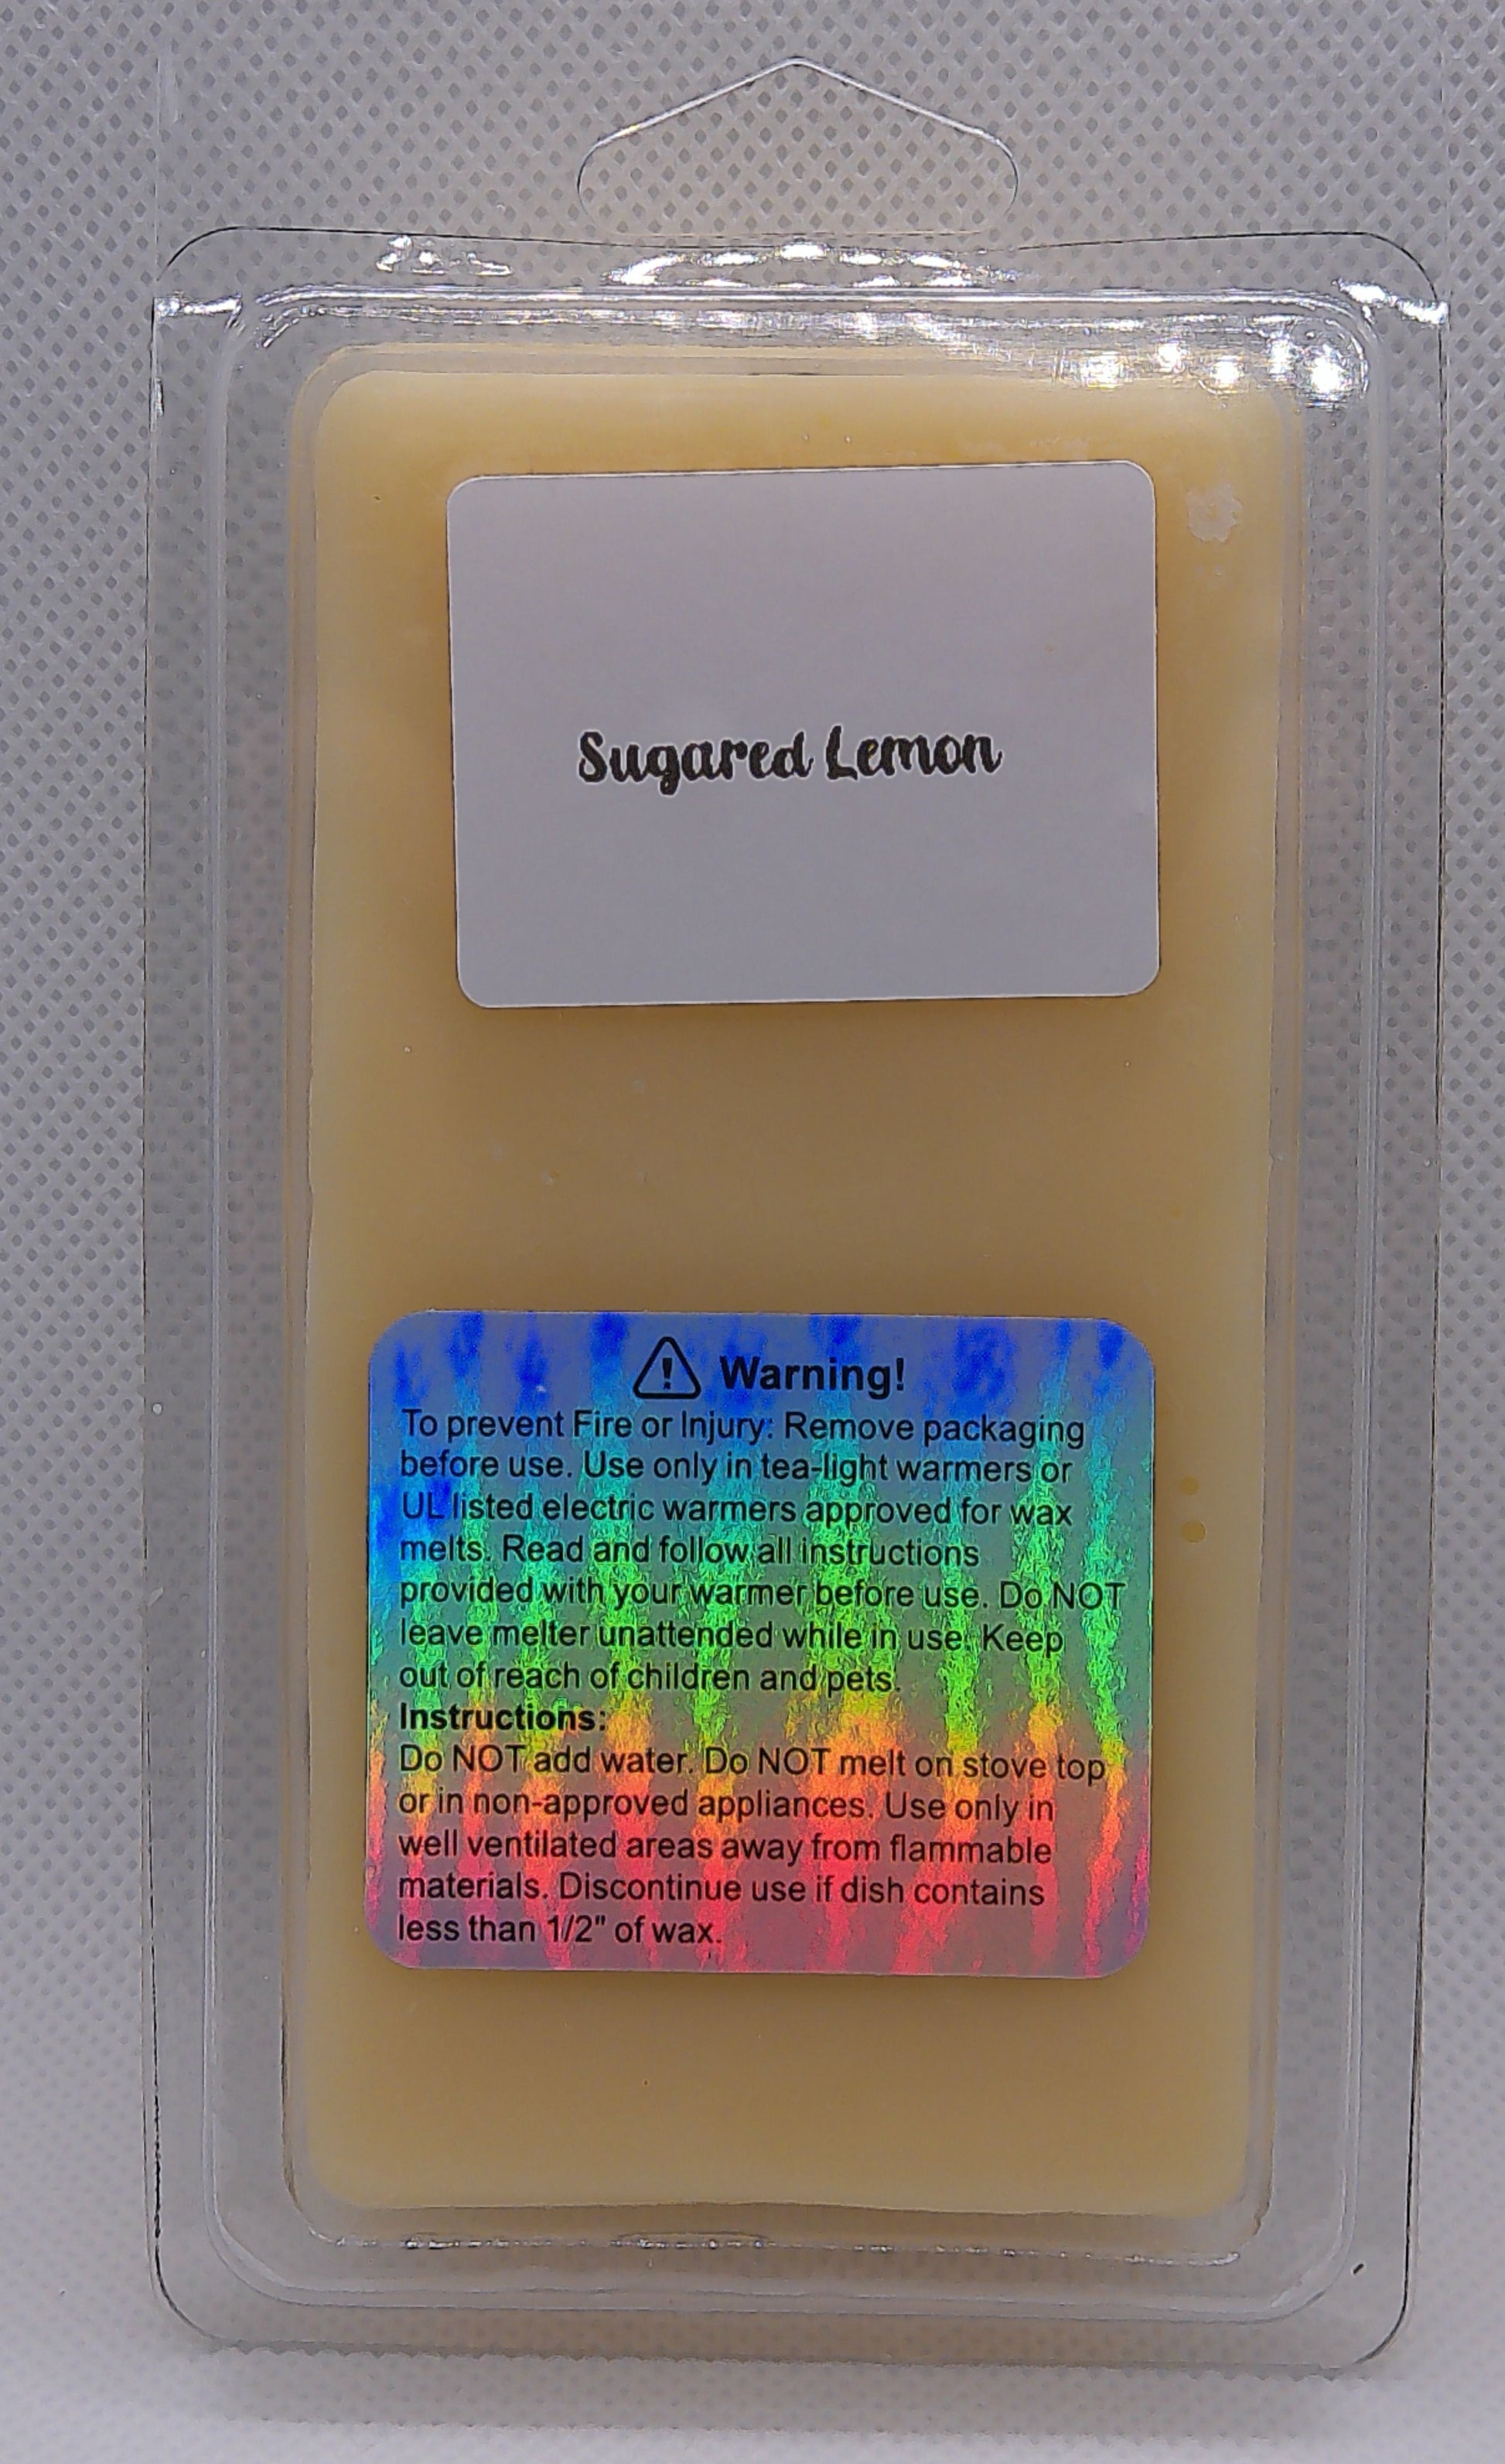 Sugared Lemon
⚠ Warning!
To prevent Fire or Injury: Remove packaging
before use. Use only in tea-light warmers or
UL listed electric warmers approved for wax
melts. Read and follow all instructions
provided with your warmer before use. Do NOT
leave melter unattended while in use. Keep
out of reach of children and pets.
Instructions:
Do NOT add water. Do NOT melt on stove top
or in non-approved appliances. Use only in
well ventilated areas away from flammable
materials. Discontinue use if dish contains
less than 1/2" of wax.